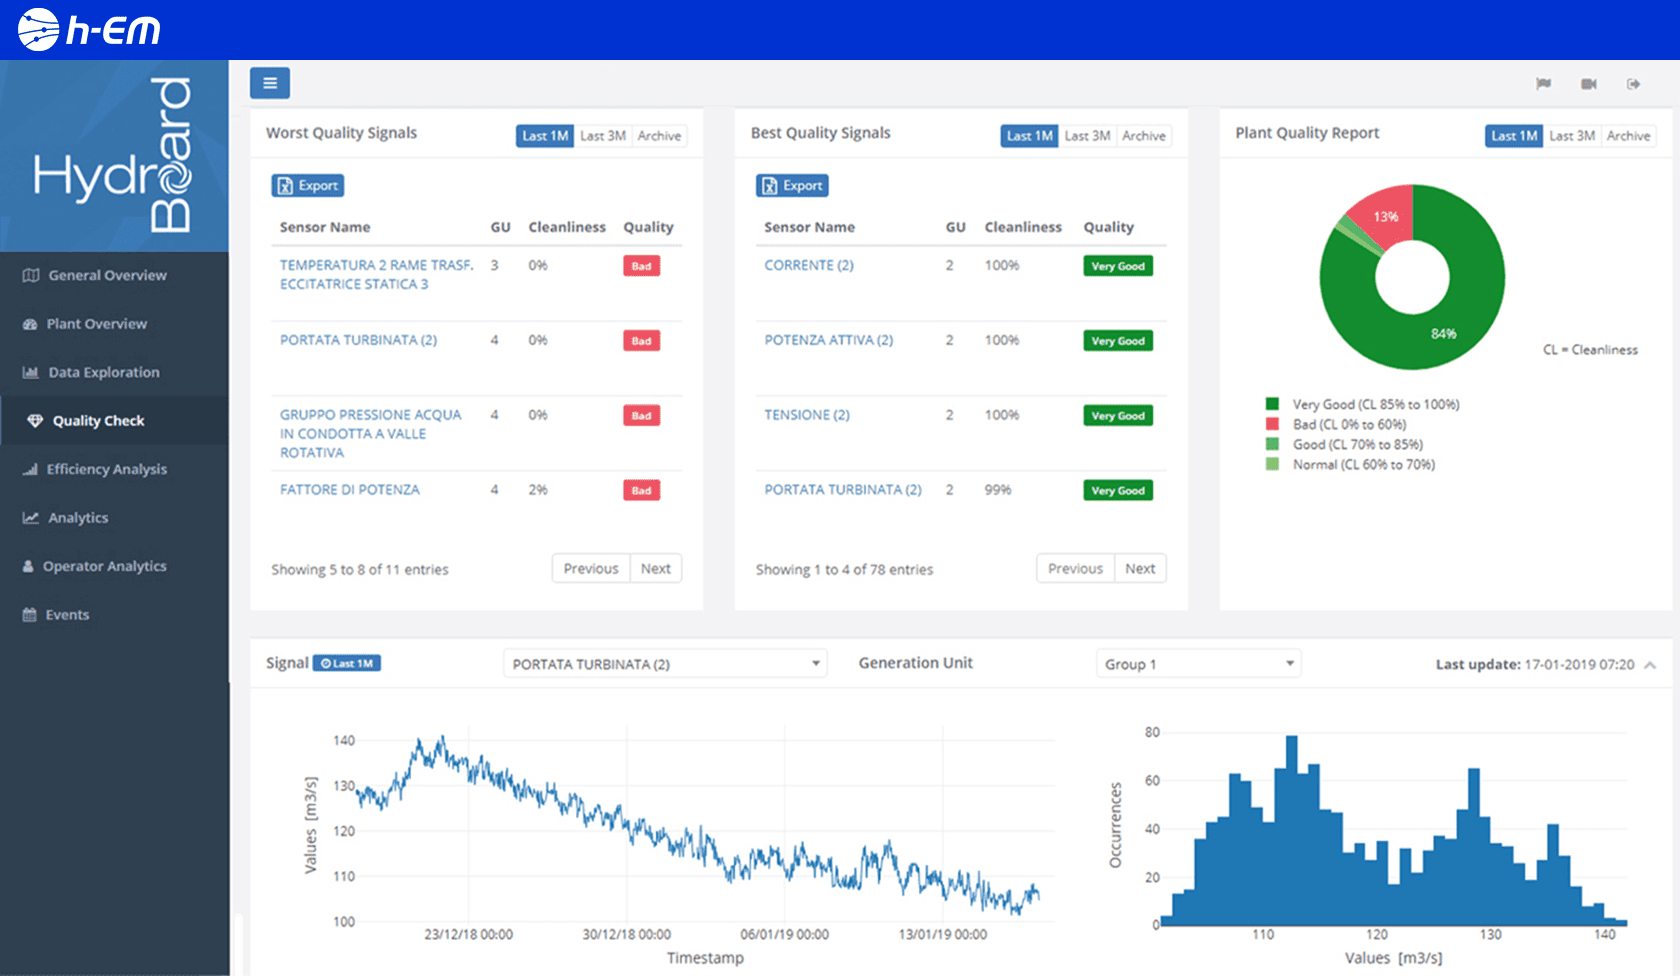 h-EM
HydroBoard
General Overview
Plant Overview
Data Exploration
Quality Check
Efficiency Analysis
Analytics
Operator Analytics
Events
Worst Quality Signals
Last 1M Last 3M Archive
Export
Sensor Name GU Cleanliness Quality
TEMPERATURA 2 RAME TRASF. 3 0% Bad
ECCITATRICE STATICA 3
PORTATA TURBINATA (2) 4 0% Bad
GRUPPO PRESSIONE ACQUA 4 0% Bad
IN CONDOTTA A VALLE
ROTATIVA
FATTORE DI POTENZA 4 2% Bad
Showing 5 to 8 of 11 entries Previous Next
Best Quality Signals
Last 1M Last 3M Archive
Export
Sensor Name GU Cleanliness Quality
CORRENTE (2) 2 100% Very Good
POTENZA ATTIVA (2) 2 100% Very Good
TENSIONE (2) 2 100% Very Good
PORTATA TURBINATA (2) 2 99% Very Good
Showing 1 to 4 of 78 entries Previous Next
Plant Quality Report
Last 1M Last 3M Archive
13%
84%
CL = Cleanliness
Very Good (CL 85% to 100%)
Bad (CL 0% to 60%)
Good (CL 70% to 85%)
Normal (CL 60% to 70%)
Signal Last 1M PORTATA TURBINATA (2) Generation Unit Group 1 Last update: 17-01-2019 07:20
140
130
120
110
100
Values [m3/s]
23/12/18 00:00 30/12/18 00:00 06/01/19 00:00 13/01/19 00:00
Timestamp
80
60
40
20
0
Occurrences
110 120 130 140
Values [m3/s]